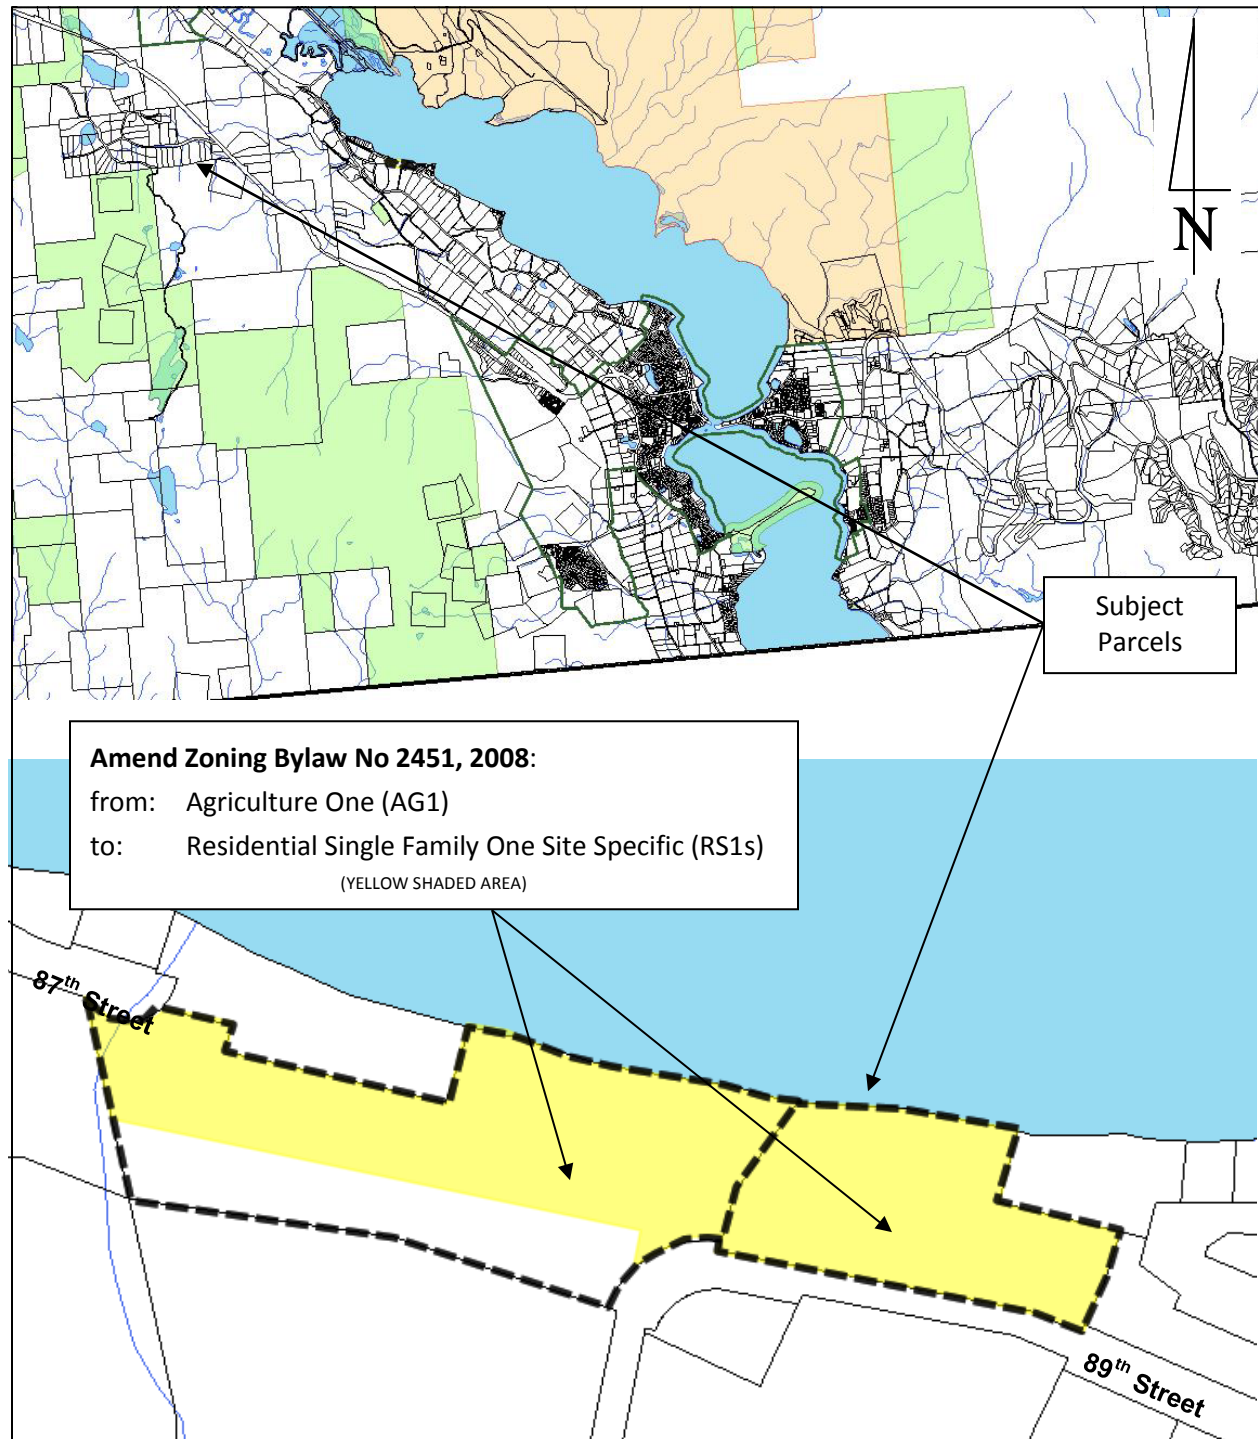 N
Subject
Parcels
Amend Zoning Bylaw No 2451, 2008:
from: Agriculture One (AG1)
to: Residential Single Family One Site Specific (RS1s)
(YELLOW SHADED AREA)
87th Street
89th Street